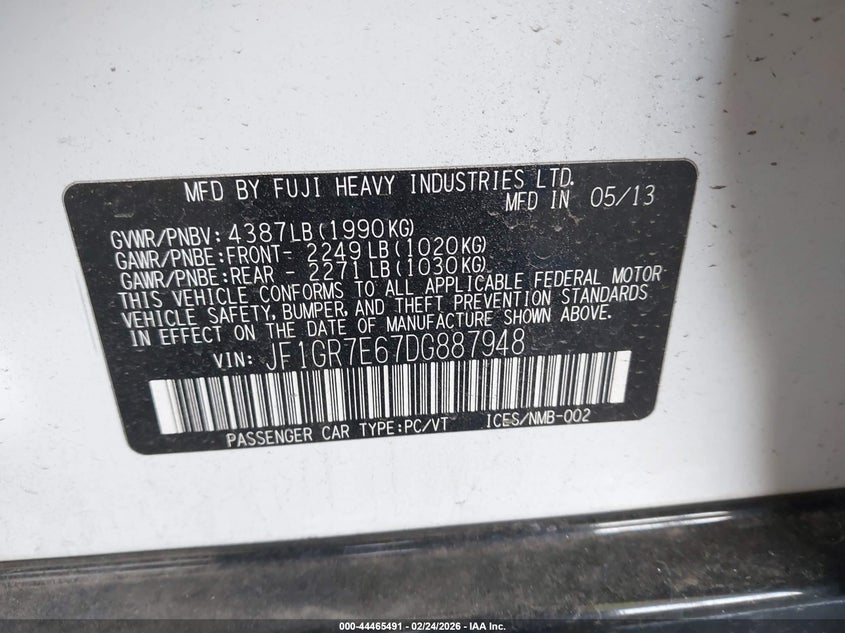 MFD BY FUJI HEAVY INDUSTRIES LTD.
MFD IN 05/13
GVWR/PNBV: 4387LB(1990KG)
GAWR/PNBE:FRONT- 2249LB(1020KG)
GAWR/PNBE:REAR - 2271LB(1030KG)
THIS VEHICLE CONFORMS TO ALL APPLICABLE FEDERAL MOTOR
VEHICLE SAFETY, BUMPER, AND THEFT PREVENTION STANDARDS
IN EFFECT ON THE DATE OF MANUFACTURE SHOWN ABOVE.
VIN: JF1GR7E67DG887948
PASSENGER CAR TYPE:PC/VT ICES/NMB-002
000-44465491 - 02/24/2026 - IAA Inc.